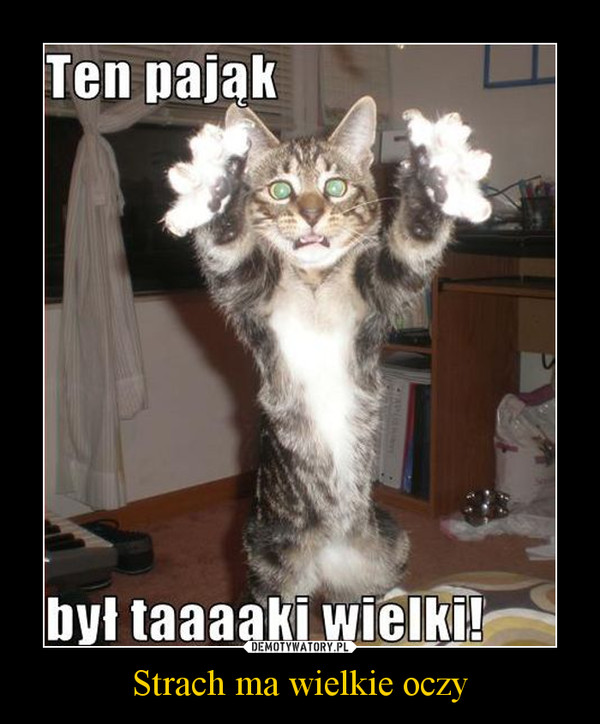 Ten pająk
był taaaaki wielki!
DEMOTYWATORY.PL
Strach ma wielkie oczy